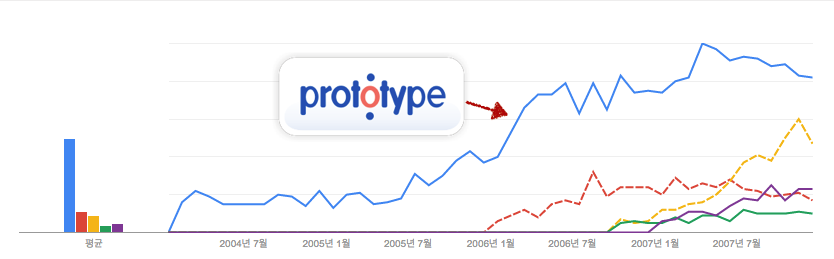 prototype
평균
2004년 7월
2005년 1월
2005년 7월
2006년 1월
2006년 7월
2007년 1월
2007년 7월